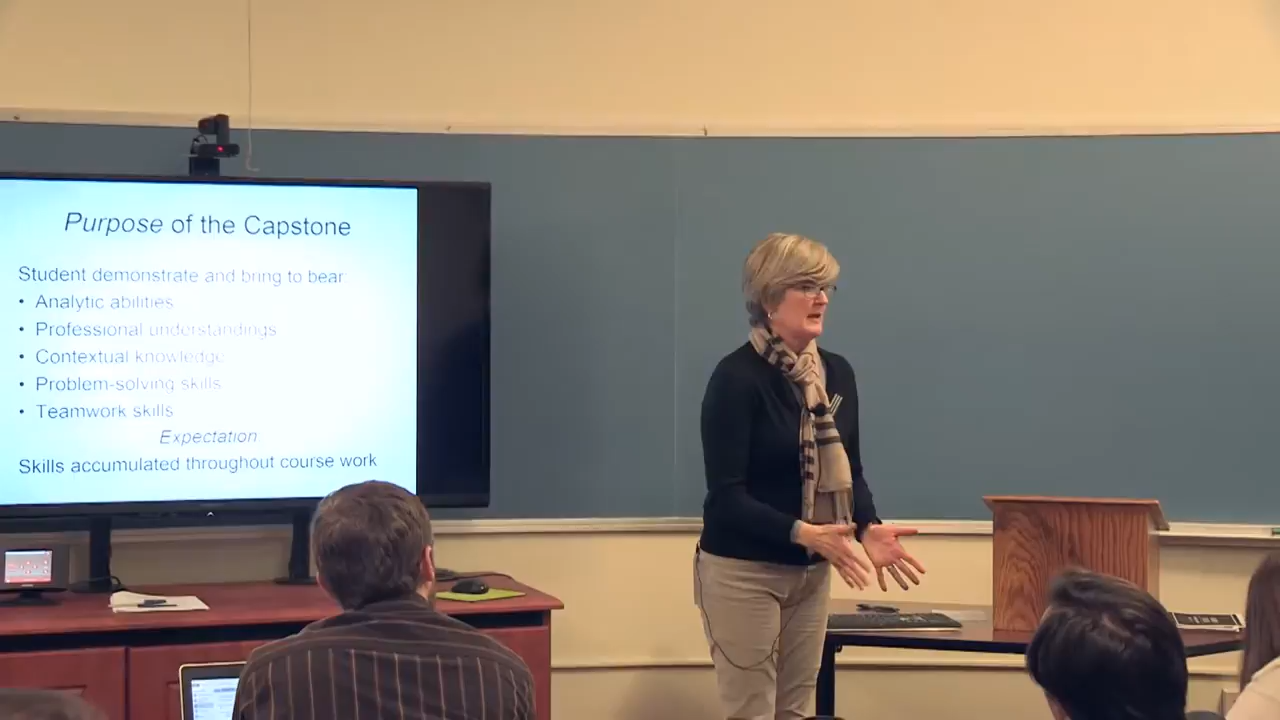 Purpose of the Capstone
Student demonstrate and bring to bear
• Analytic abilities
• Professional understandings
• Contextual knowledge
• Problem-solving skills
• Teamwork skills
Expectation
Skills accumulated throughout course work